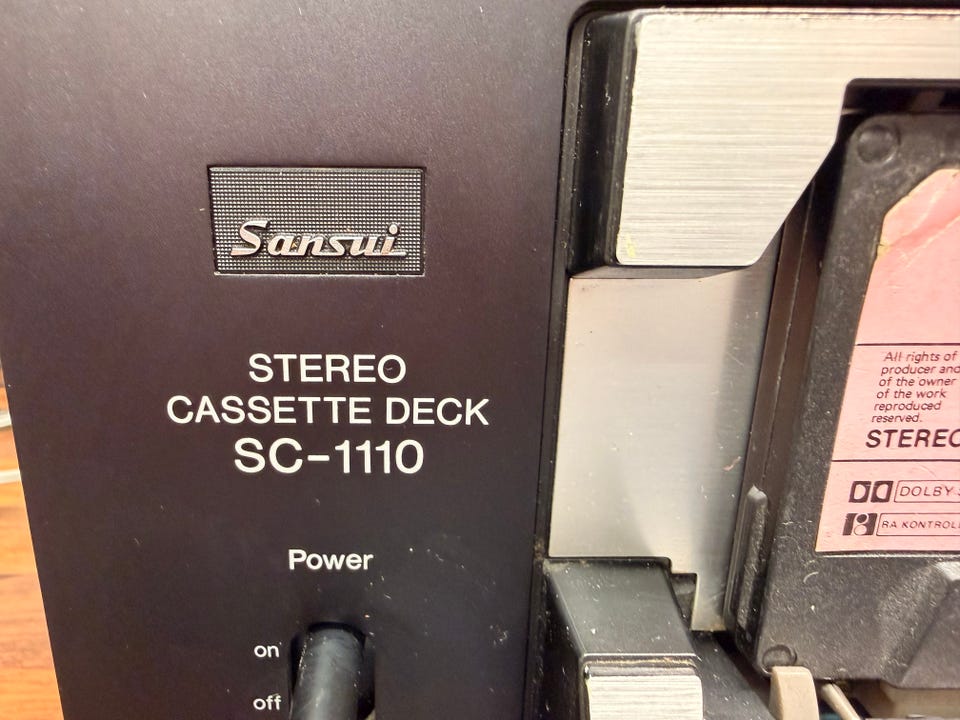 Sansui
STEREO
CASSETTE DECK
SC-1110
Power
on
off
All rights of
producer and
of the owner
of the work
reproduced
reserved.
STEREO
DOLBY
RA KONTROLL